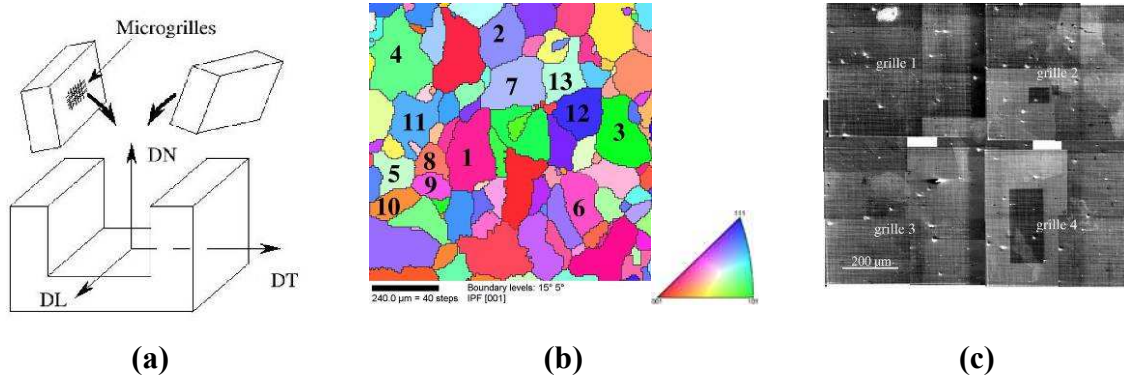 Microgrilles
DN
DT
DL
(a)
2
4
7
13
11
12
3
8
1
5
9
10
6
240.0 µm = 40 steps
Boundary levels: 15° 5°
IPF [001]
111
001
101
(b)
grille 1
grille 2
grille 3
grille 4
200 µm
(c)